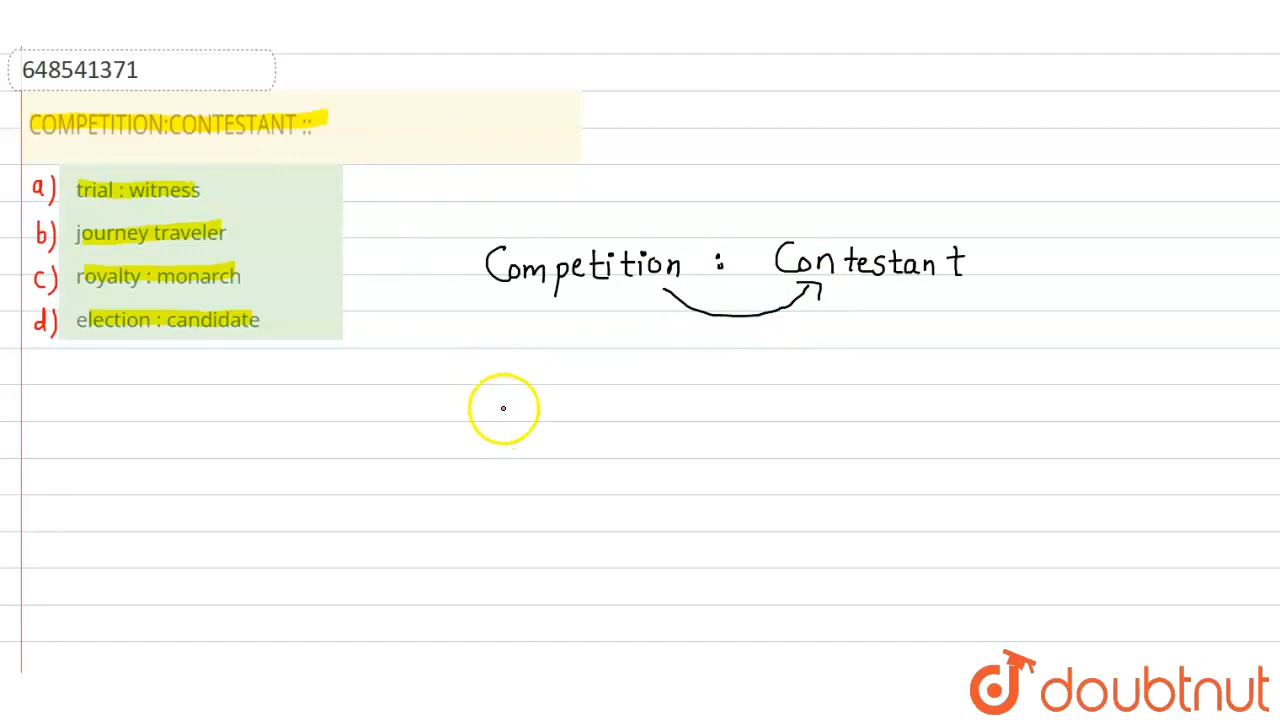 648541371
COMPETITION:CONTESTANT ::
a) trial : witness
b) journey traveler
c) royalty : monarch
d) election : candidate
Competition : Contestant
doubtnut